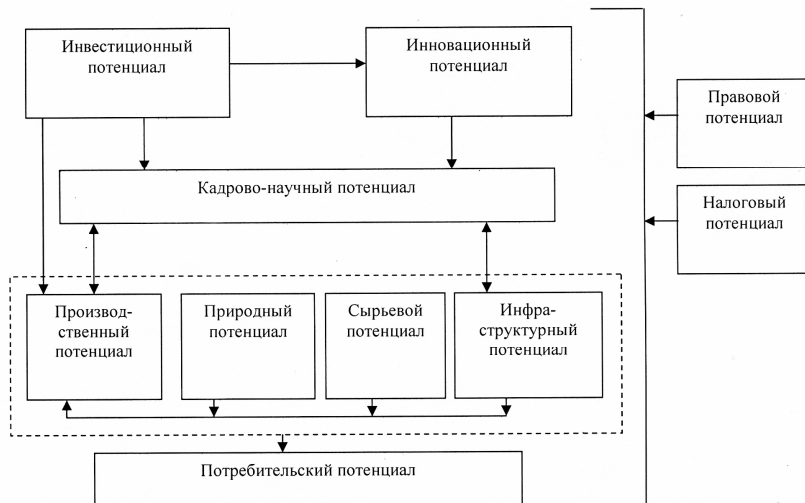 Инвестиционный
потенциал
Инновационный
потенциал
Правовой
потенциал
Кадрово-научный потенциал
Налоговый
потенциал
Производ-
ственный
потенциал
Природный
потенциал
Сырьевой
потенциал
Инфра-
структурный
потенциал
Потребительский потенциал